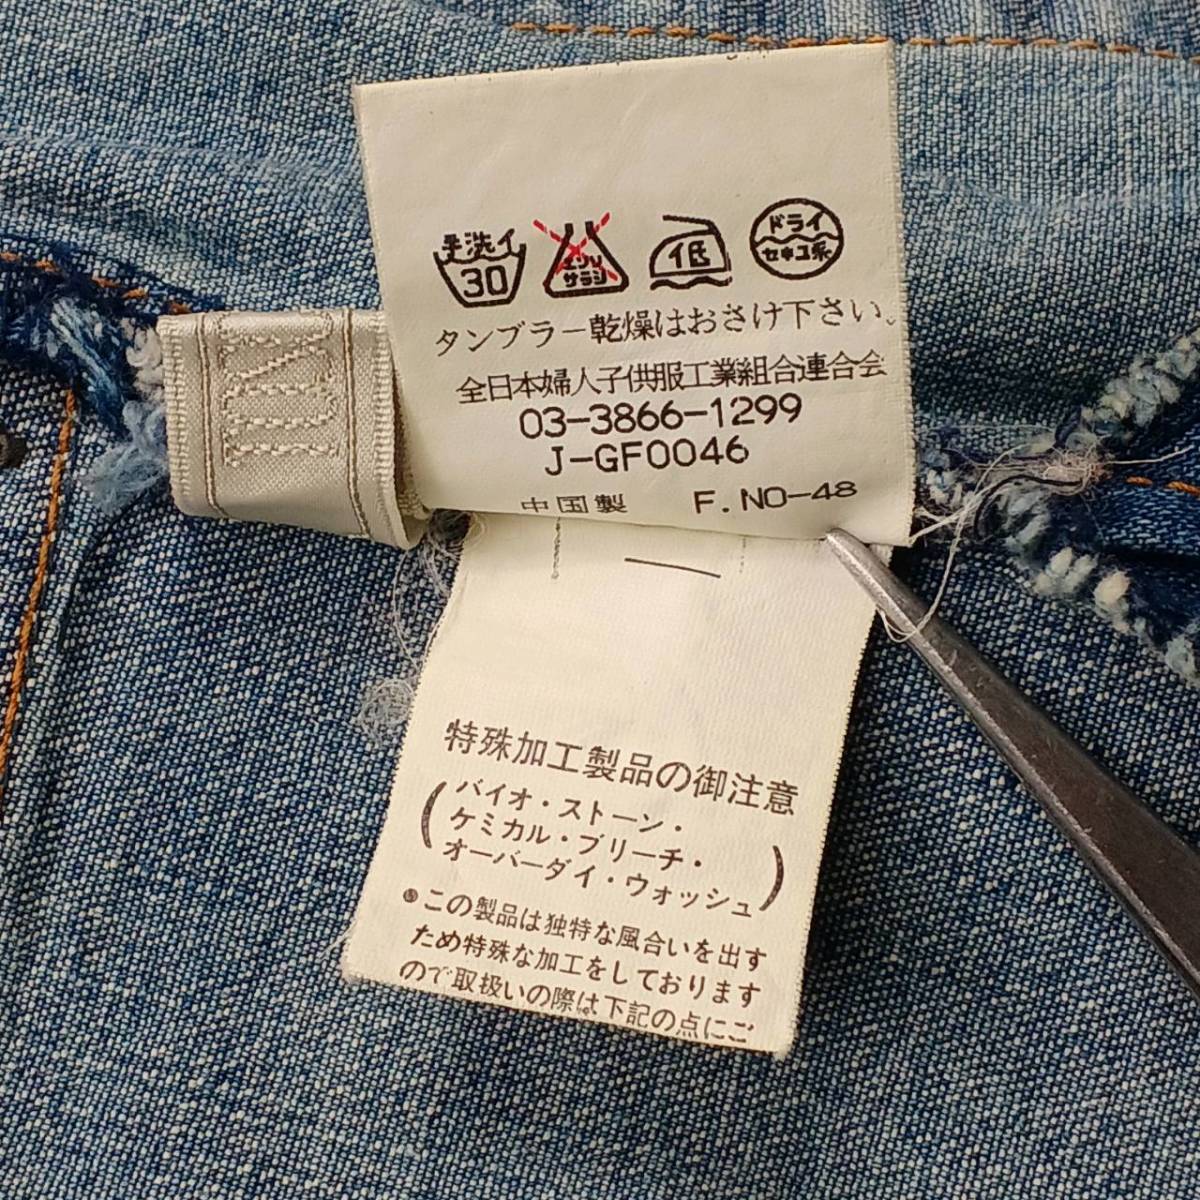 手洗イ
30
エンソ
サラシ
低
ドライ
セキユ系
タンブラー乾燥はおさけ下さい。
全日本婦人子供服工業組合連合会
03-3866-1299
J-GF0046
中国製 F.NO-48
特殊加工製品の御注意
(バイオ・ストーン・
ケミカル・ブリーチ・
オーバーダイ・ウォッシュ)
●この製品は独特な風合いを出す
ため特殊な加工をしております
ので取扱いの際は下記の点にご